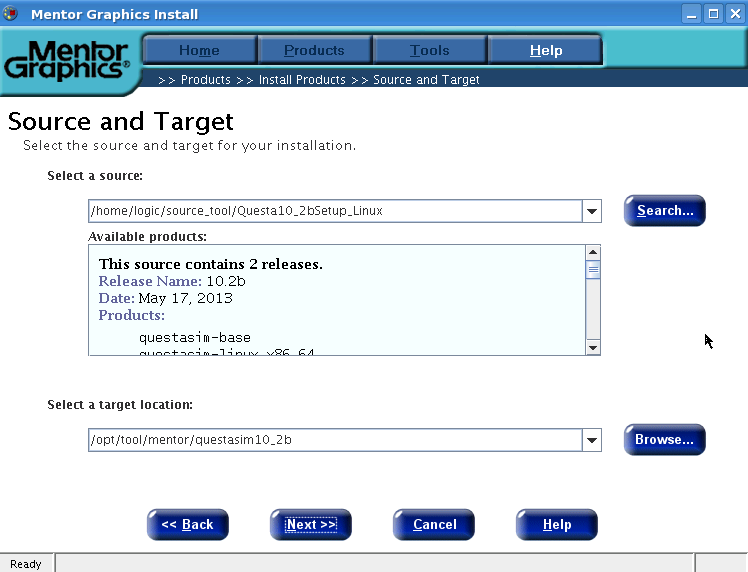 Mentor Graphics Install
Mentor Graphics®
Home Products Tools Help
>> Products >> Install Products >> Source and Target
Source and Target
Select the source and target for your installation.
Select a source:
/home/logic/source_tool/Questa10_2bSetup_Linux
Search...
Available products:
This source contains 2 releases.
Release Name: 10.2b
Date: May 17, 2013
Products:
questasim-base
questasim-linux_x86_64
Select a target location:
/opt/tool/mentor/questasim10_2b
Browse...
<< Back Next >> Cancel Help
Ready